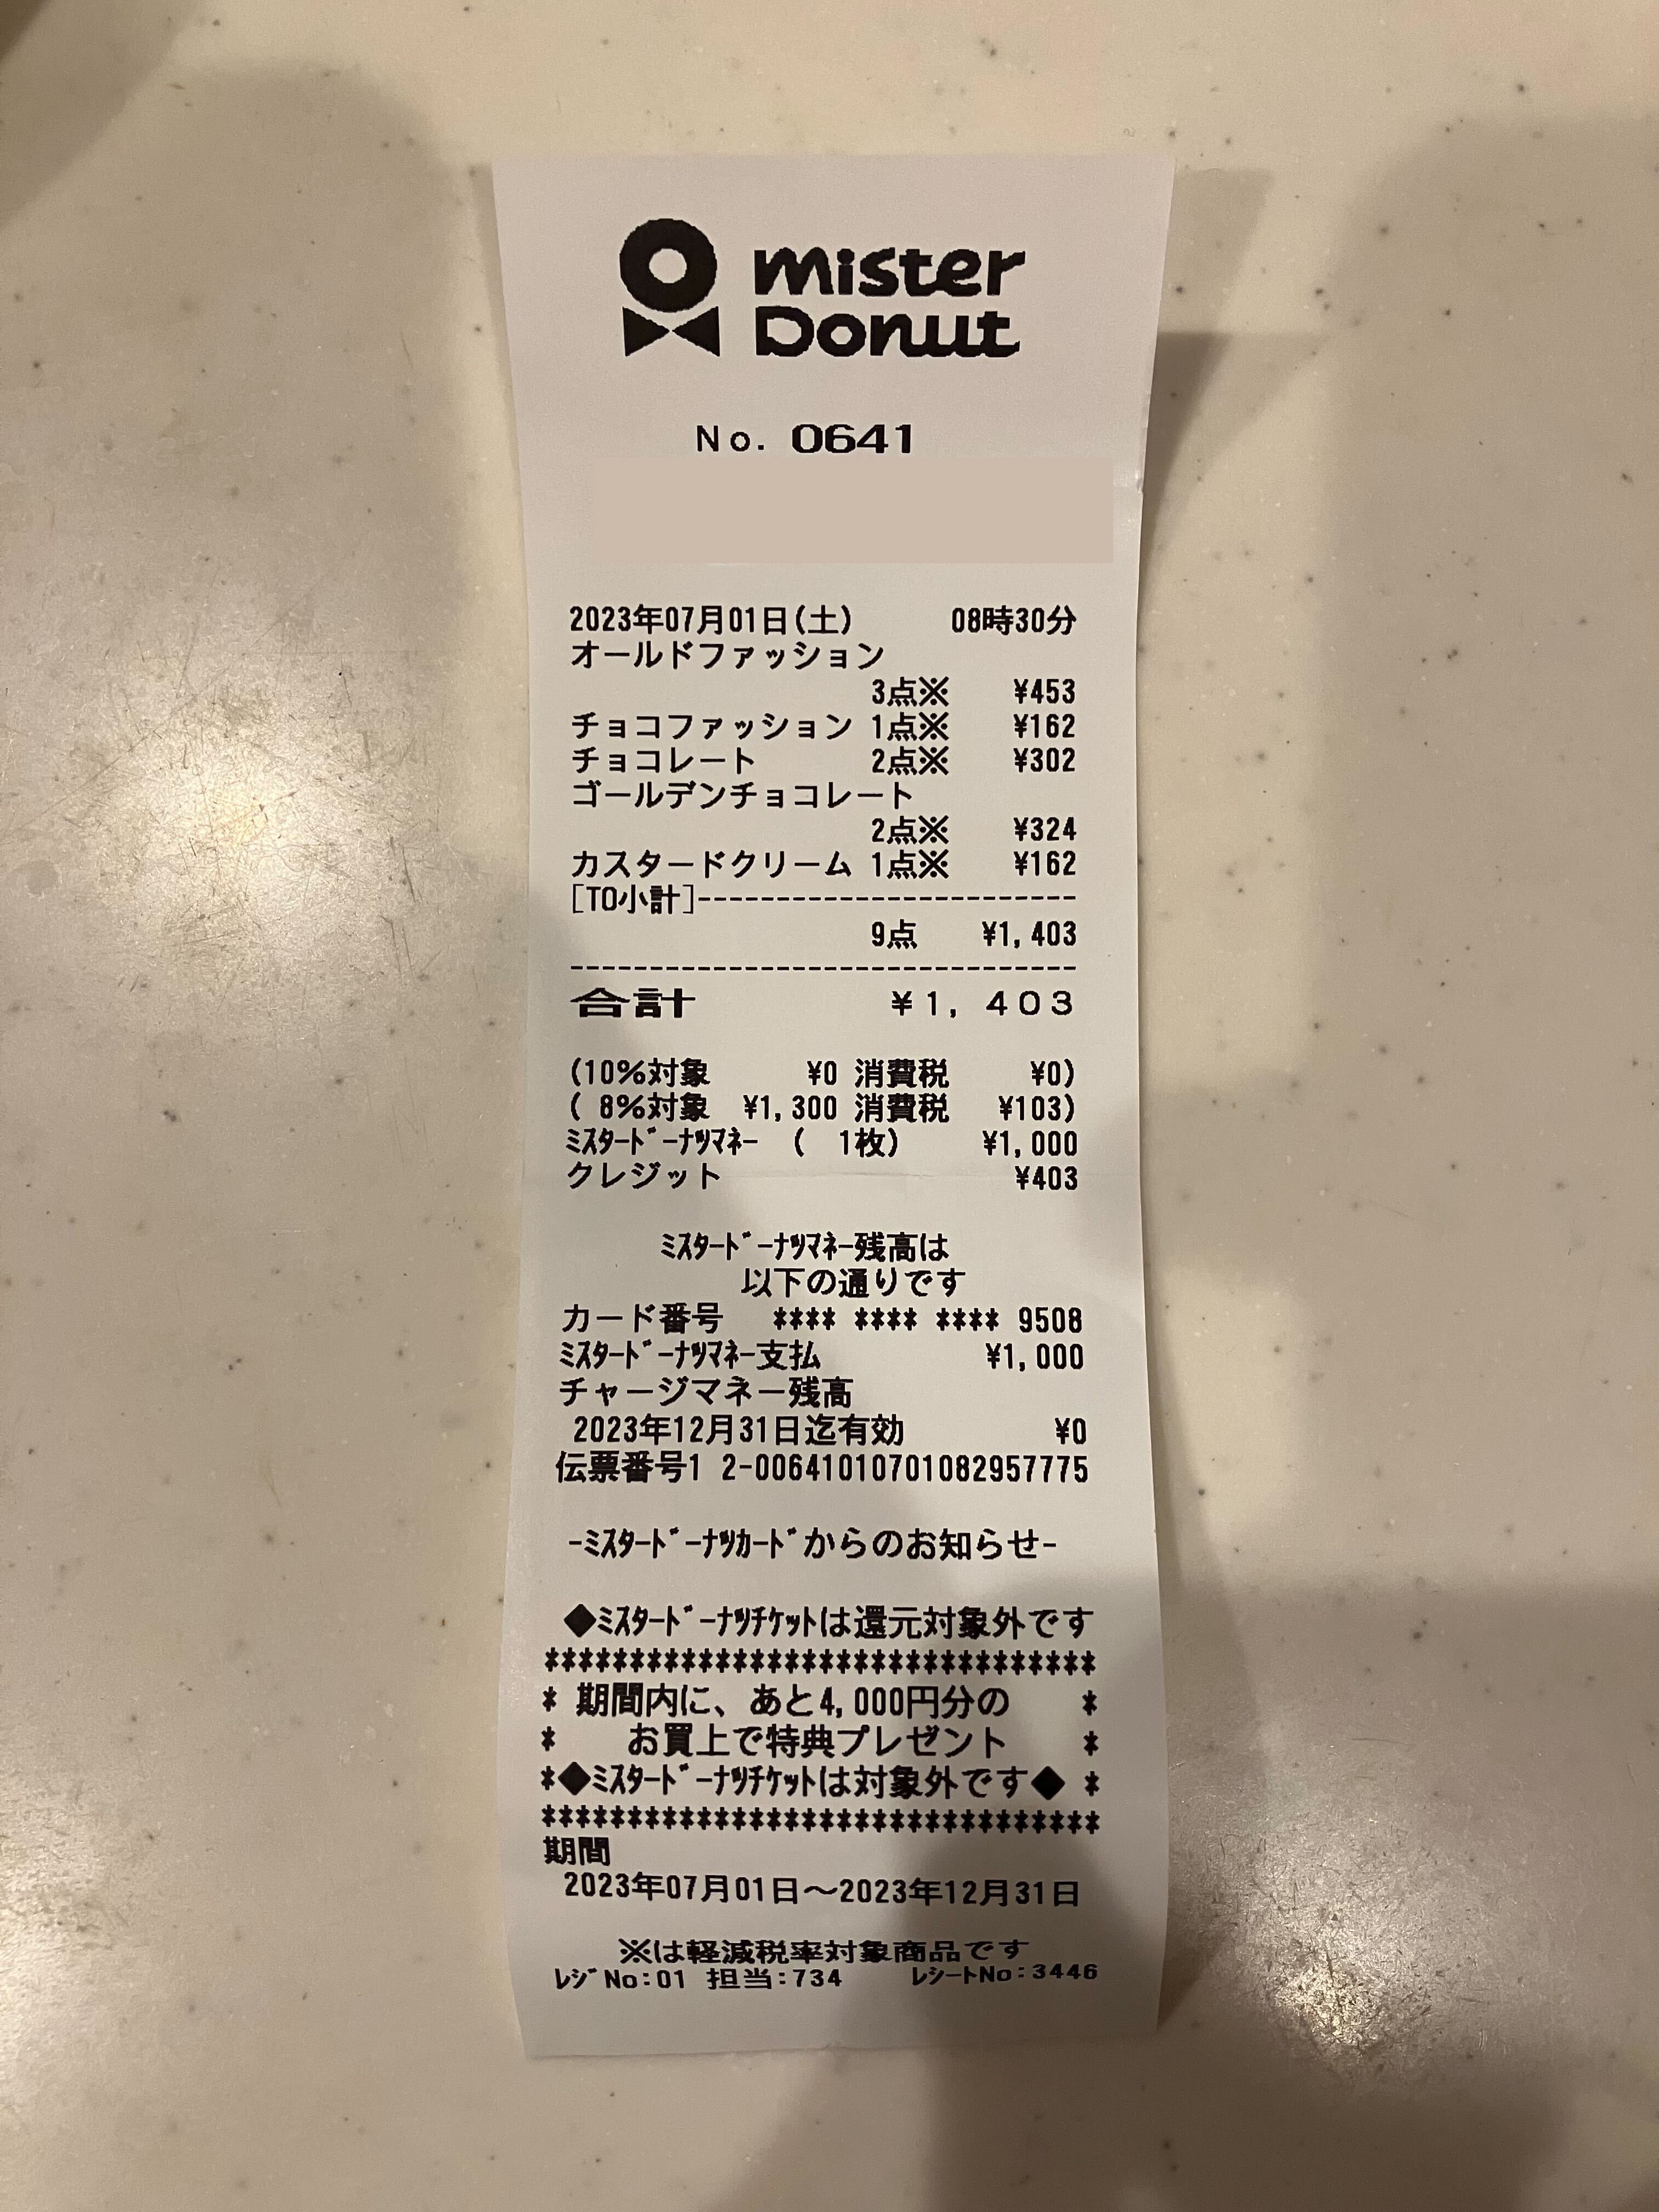 mister
Donut
No. 0641
2023年07月01日(土) 08時30分
オールドファッション
3点※ ¥453
チョコファッション 1点※ ¥162
チョコレート 2点※ ¥302
ゴールデンチョコレート
2点※ ¥324
カスタードクリーム 1点※ ¥162
[TO小計]------------------------
9点 ¥1,403
--------------------------------
合計 ¥1,403
(10%対象 ¥0 消費税 ¥0)
( 8%対象 ¥1,300 消費税 ¥103)
ﾐｽﾀｰﾄﾞｰﾅﾂﾏﾈｰ ( 1枚) ¥1,000
クレジット ¥403
ﾐｽﾀｰﾄﾞｰﾅﾂﾏﾈｰ残高は
以下の通りです
カード番号 **** **** **** 9508
ﾐｽﾀｰﾄﾞｰﾅﾂﾏﾈｰ支払 ¥1,000
チャージマネー残高
2023年12月31日迄有効 ¥0
伝票番号1 2-00641010701082957775
-ﾐｽﾀｰﾄﾞｰﾅﾂｶｰﾄﾞからのお知らせ-
◆ﾐｽﾀｰﾄﾞｰﾅﾂﾁｹｯﾄは還元対象外です
********************************
* 期間内に、あと4,000円分の *
* お買上で特典プレゼント *
*◆ﾐｽﾀｰﾄﾞｰﾅﾂﾁｹｯﾄは対象外です◆ *
********************************
期間
2023年07月01日～2023年12月31日
※は軽減税率対象商品です
ﾚｼﾞNo:01 担当:734 ﾚｼｰﾄNo:3446